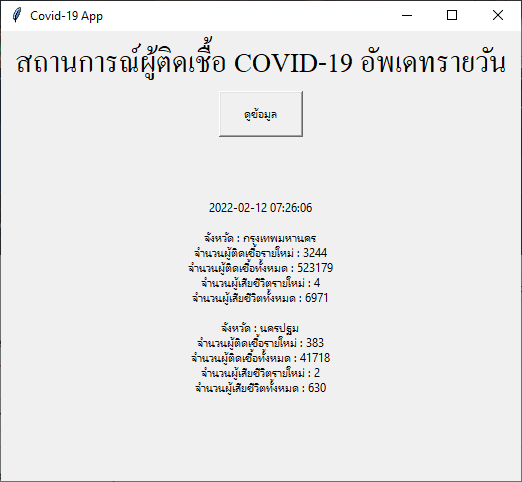 Covid-19 App
สถานการณ์ผู้ติดเชื้อ COVID-19 อัพเดทรายวัน
ดูข้อมูล
2022-02-12 07:26:06
จังหวัด : กรุงเทพมหานคร
จำนวนผู้ติดเชื้อรายใหม่ : 3244
จำนวนผู้ติดเชื้อทั้งหมด : 523179
จำนวนผู้เสียชีวิตรายใหม่ : 4
จำนวนผู้เสียชีวิตทั้งหมด : 6971
จังหวัด : นครปฐม
จำนวนผู้ติดเชื้อรายใหม่ : 383
จำนวนผู้ติดเชื้อทั้งหมด : 41718
จำนวนผู้เสียชีวิตรายใหม่ : 2
จำนวนผู้เสียชีวิตทั้งหมด : 630